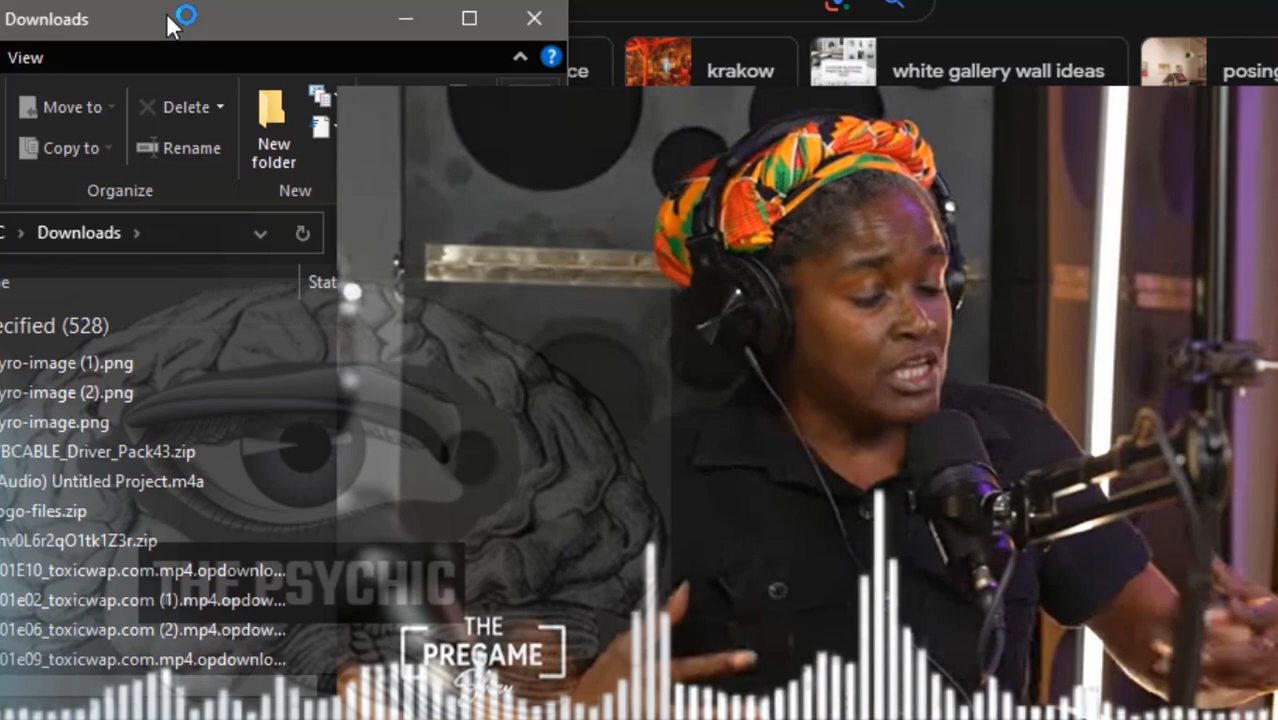 Downloads
View
ce
krakow
white gallery wall ideas
posing
Move to
Delete
Copy to
Rename
New
folder
Organize
New
C > Downloads >
e
Stat
ecified (528)
yro-image (1).png
yro-image (2).png
yro-image.png
BCABLE_Driver_Pack43.zip
Audio) Untitled Project.m4a
ogo-files.zip
nv0L6r2qO1tk1Z3r.zip
01E10_toxicwap.com.mp4.opdownlo...
01e02_toxicwap.com (1).mp4.opdow...
01e06_toxicwap.com (2).mp4.opdow...
01e09_toxicwap.com.mp4.opdownlo...
PSYCHIC
THE
PREGAME
Show